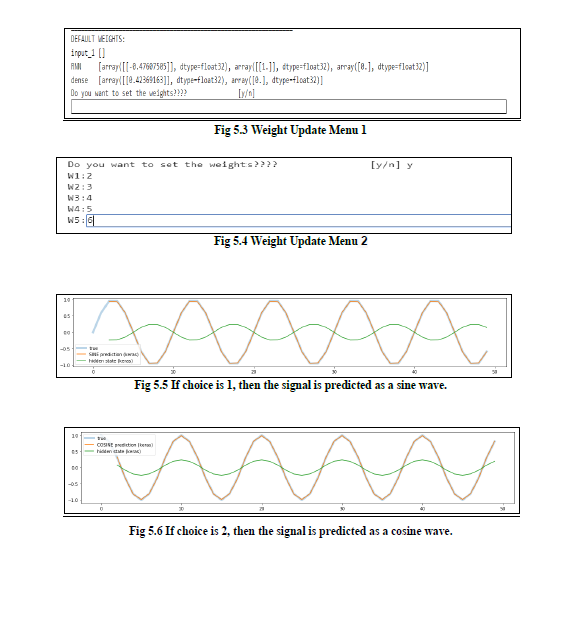 DEFAULT WEIGHTS:
input_1 []
RNN [array([[-0.47607505]], dtype=float32), array([[1.]], dtype=float32), array([0.], dtype=float32)]
dense [array([[0.42369163]], dtype=float32), array([0.], dtype=float32)]
Do you want to set the weights???? [y/n]
Fig 5.3 Weight Update Menu 1
Do you want to set the weights???? [y/n] y
W1:2
W2:3
W3:4
W4:5
W5:6
Fig 5.4 Weight Update Menu 2
1.0
0.5
0.0
-0.5
-1.0
True
SINE prediction (keras)
hidden state (keras)
0 10 20 30 40 50
Fig 5.5 If choice is 1, then the signal is predicted as a sine wave.
1.0
0.5
0.0
-0.5
-1.0
True
COSINE prediction (keras)
hidden state (keras)
0 10 20 30 40 50
Fig 5.6 If choice is 2, then the signal is predicted as a cosine wave.